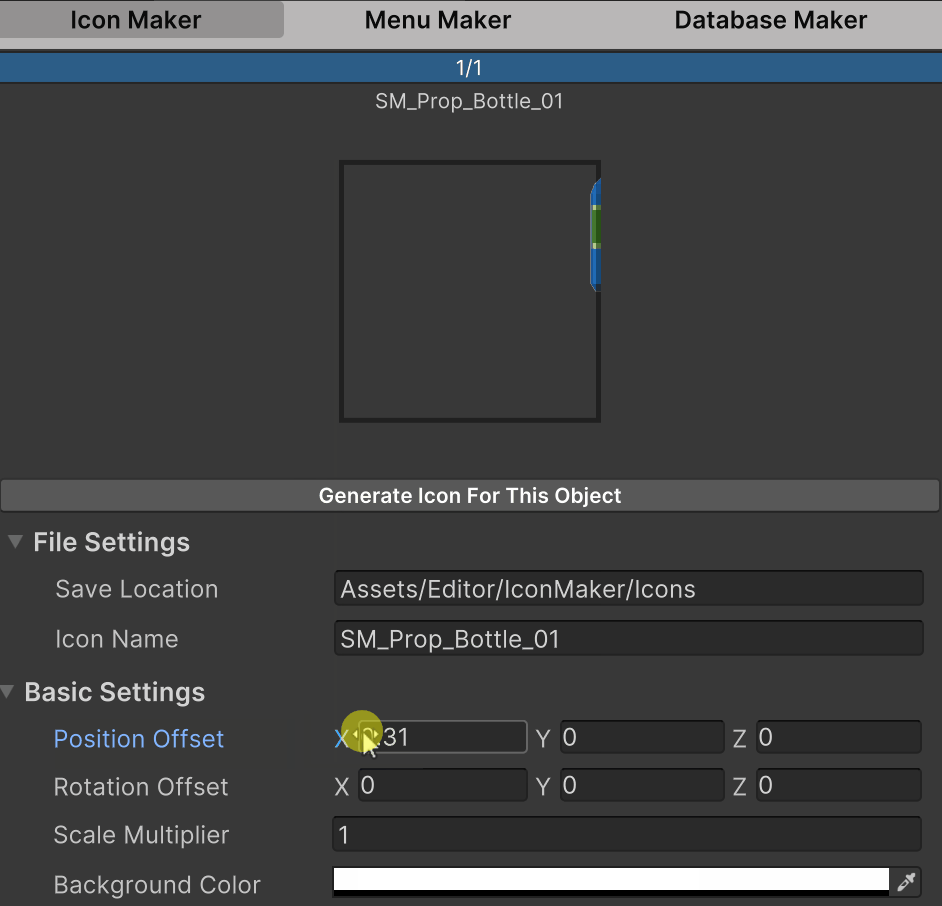 Icon Maker Menu Maker Database Maker
1/1
SM_Prop_Bottle_01
Generate Icon For This Object
File Settings
Save Location Assets/Editor/IconMaker/Icons
Icon Name SM_Prop_Bottle_01
Basic Settings
Position Offset X .31 Y 0 Z 0
Rotation Offset X 0 Y 0 Z 0
Scale Multiplier 1
Background Color